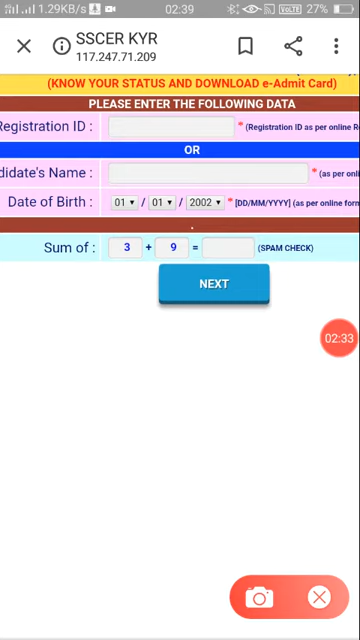 1.29KB/s 02:39 VoLTE 27%
SSCER KYR
117.247.71.209
(KNOW YOUR STATUS AND DOWNLOAD e-Admit Card)
PLEASE ENTER THE FOLLOWING DATA
Registration ID : * (Registration ID as per online R
OR
didate's Name : * (as per onli
Date of Birth : 01 / 01 / 2002 * [DD/MM/YYYY] (as per online form
.
Sum of : 3 + 9 = (SPAM CHECK)
NEXT
02:33